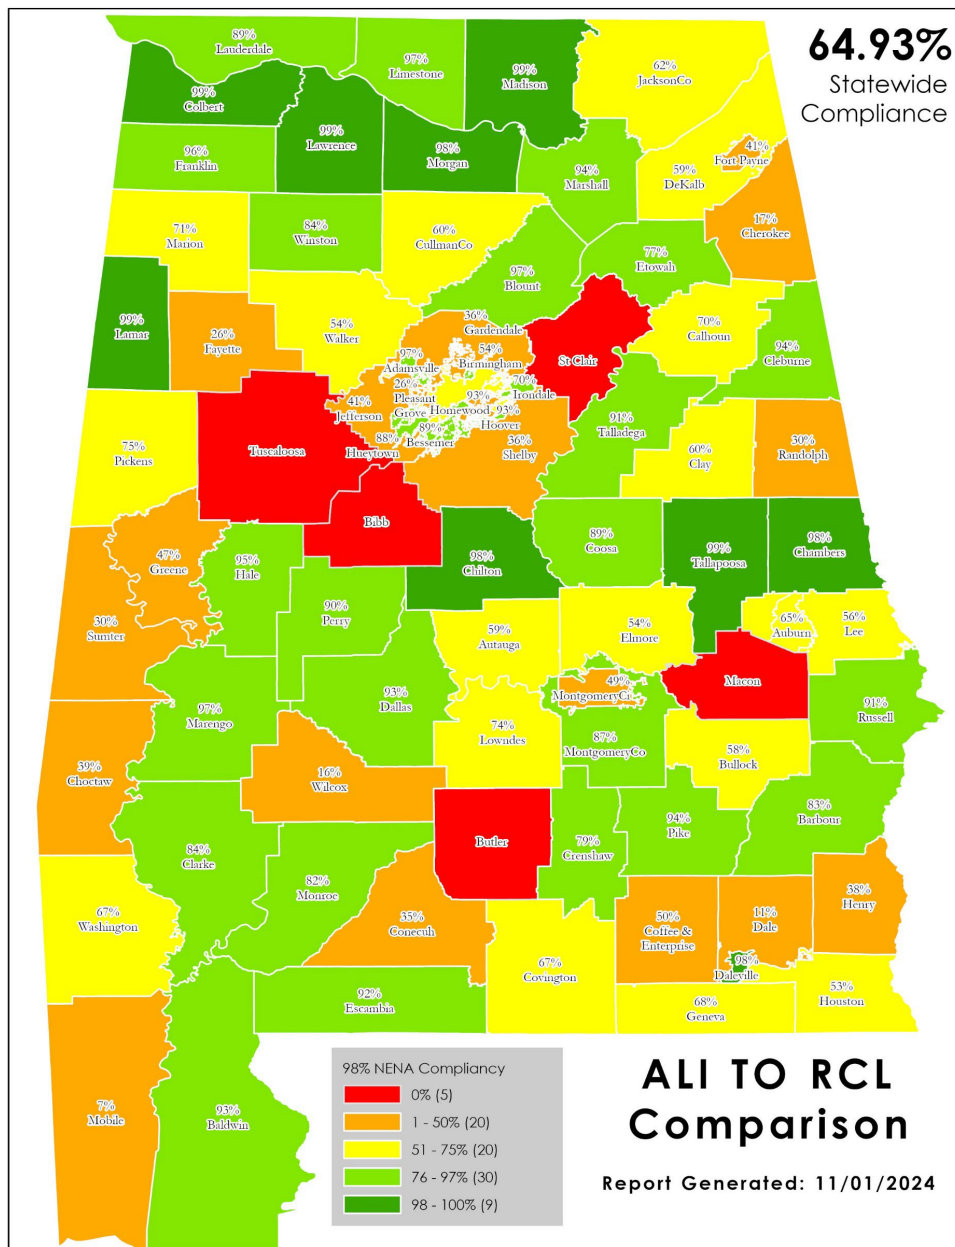 64.93%
Statewide
Compliance
89%
Lauderdale
97%
Limestone
99%
Madison
62%
JacksonCo
99%
Colbert
99%
Lawrence
98%
Morgan
96%
Franklin
94%
Marshall
59%
DeKalb
41%
Fort Payne
17%
Cherokee
71%
Marion
84%
Winston
60%
CullmanCo
77%
Etowah
97%
Blount
99%
Lamar
26%
Fayette
54%
Walker
36%
Gardendale
St Clair
70%
Calhoun
94%
Cleburne
97%
Adamsville
54%
Birmingham
26%
Pleasant
Grove
93%
Homewood
70%
Irondale
93%
Hoover
41%
Jefferson
89%
Bessemer
88%
Hueytown
36%
Shelby
91%
Talladega
60%
Clay
30%
Randolph
75%
Pickens
Tuscaloosa
Bibb
98%
Chilton
89%
Coosa
99%
Tallapoosa
98%
Chambers
47%
Greene
95%
Hale
90%
Perry
30%
Sumter
59%
Autauga
54%
Elmore
65%
Auburn
56%
Lee
Macon
49%
MontgomeryCi
93%
Dallas
97%
Marengo
91%
Russell
74%
Lowndes
87%
MontgomeryCo
58%
Bullock
39%
Choctaw
16%
Wilcox
83%
Barbour
Butler
79%
Crenshaw
94%
Pike
84%
Clarke
82%
Monroe
38%
Henry
67%
Washington
35%
Conecuh
50%
Coffee &
Enterprise
11%
Dale
98%
Daleville
67%
Covington
53%
Houston
68%
Geneva
92%
Escambia
7%
Mobile
93%
Baldwin
98% NENA Compliancy
0% (5)
1 - 50% (20)
51 - 75% (20)
76 - 97% (30)
98 - 100% (9)
ALI TO RCL
Comparison
Report Generated: 11/01/2024